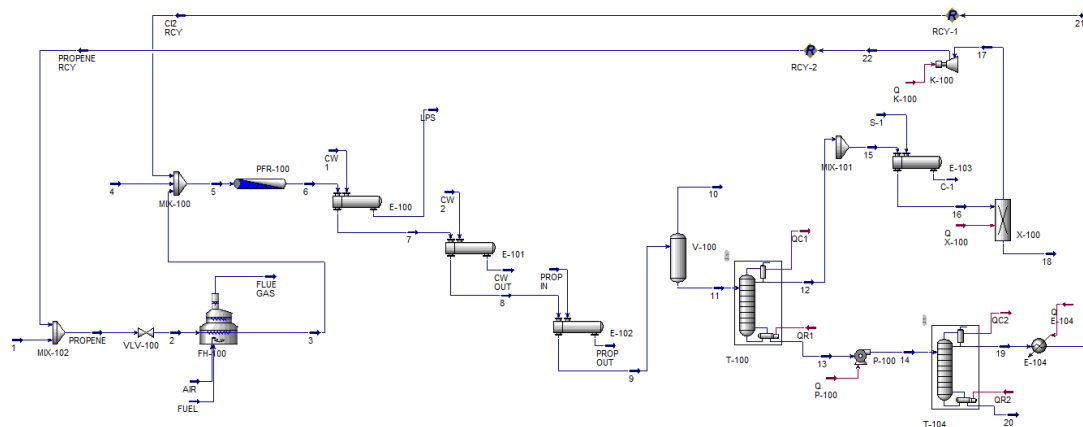 Cl2
RCY
RCY-1
21
PROPENE
RCY
RCY-2
22
17
K-100
Q
K-100
LPS
S-1
CW
1
PFR-100
4
5
6
MIX-100
E-100
MIX-101
15
E-103
C-1
10
CW
2
7
16
Q
X-100
X-100
18
E-101
V-100
QC1
12
FLUE
GAS
CW
OUT
PROP
IN
8
11
Q
E-104
QC2
1
PROPENE
MIX-102
VLV-100
2
FH-100
3
E-102
PROP
OUT
9
T-100
QR1
13
P-100
14
Q
P-100
19
E-104
AIR
FUEL
QR2
20
T-104